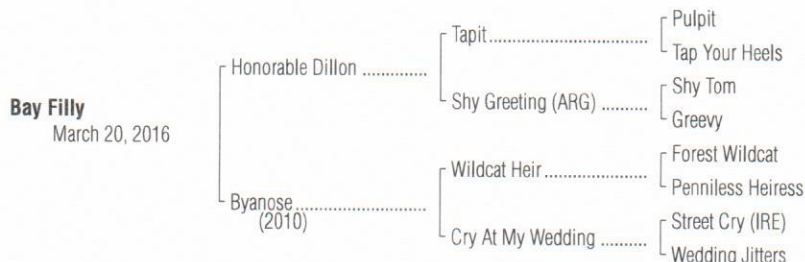 Pulpit
Tapit
Tap Your Heels
Honorable Dillon
Shy Tom
Shy Greeting (ARG)
Greevy
Bay Filly
March 20, 2016
Forest Wildcat
Wildcat Heir
Penniless Heiress
Byanose
(2010)
Street Cry (IRE)
Cry At My Wedding
Wedding Jitters